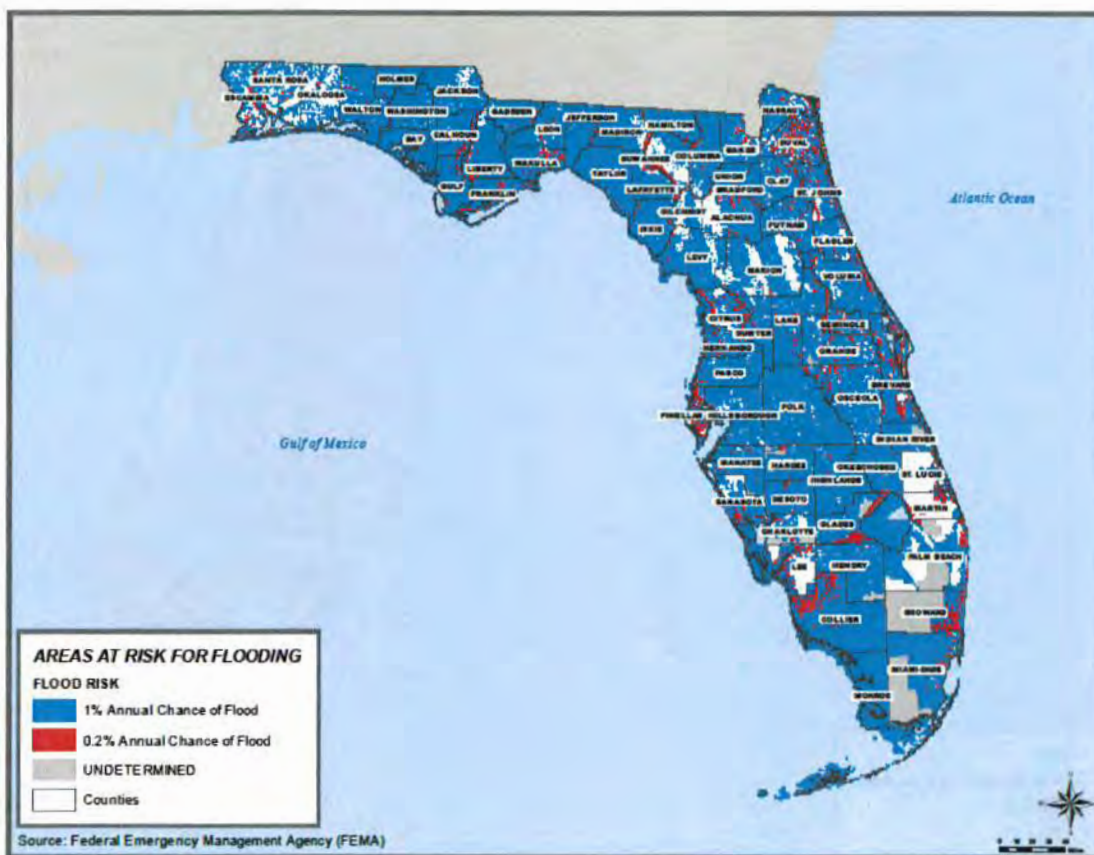 SANTA ROSA
HOLMES
ESCAMBIA
OKALOOSA
JACKSON
WALTON
WASHINGTON
GADSDEN
JEFFERSON
HAMILTON
NASSAU
BAY
CALHOUN
LEON
MADISON
BAKER
DUVAL
LIBERTY
WAKULLA
SUWANNEE
COLUMBIA
TAYLOR
UNION
CLAY
GULF
FRANKLIN
LAFAYETTE
BRADFORD
ST. JOHNS
Atlantic Ocean
GILCHRIST
ALACHUA
PUTNAM
DIXIE
FLAGLER
LEVY
MARION
VOLUSIA
CITRUS
LAKE
SEMINOLE
SUMTER
HERNANDO
ORANGE
PASCO
BREVARD
OSCEOLA
PINELLAS
HILLSBOROUGH
POLK
Gulf of Mexico
INDIAN RIVER
MANATEE
HARDEE
OKEECHOBEE
HIGHLANDS
ST. LUCIE
SARASOTA
DESOTO
MARTIN
CHARLOTTE
GLADES
LEE
HENDRY
PALM BEACH
BROWARD
COLLIER
MIAMI-DADE
MONROE
AREAS AT RISK FOR FLOODING
FLOOD RISK
1% Annual Chance of Flood
0.2% Annual Chance of Flood
UNDETERMINED
Counties
Source: Federal Emergency Management Agency (FEMA)